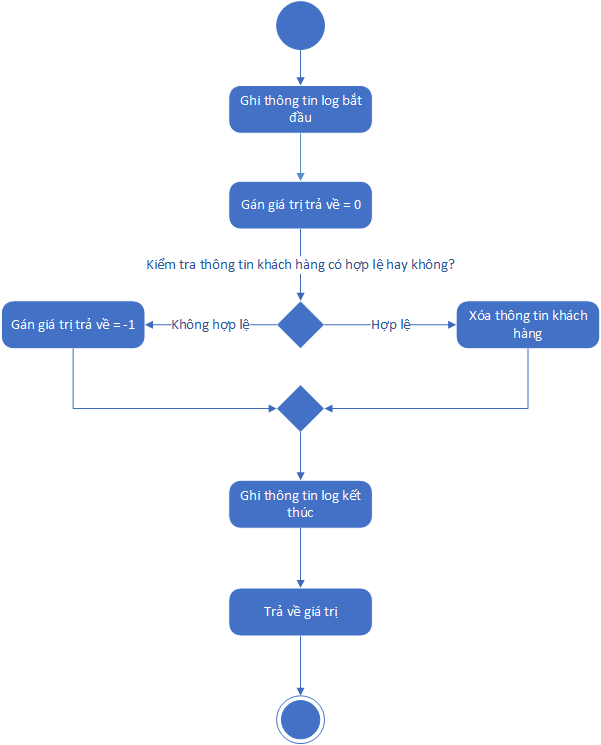 Ghi thông tin log bắt
đầu
Gán giá trị trả về = 0
Kiểm tra thông tin khách hàng có hợp lệ hay không?
Gán giá trị trả về = -1
Không hợp lệ
Hợp lệ
Xóa thông tin khách
hàng
Ghi thông tin log kết
thúc
Trả về giá trị